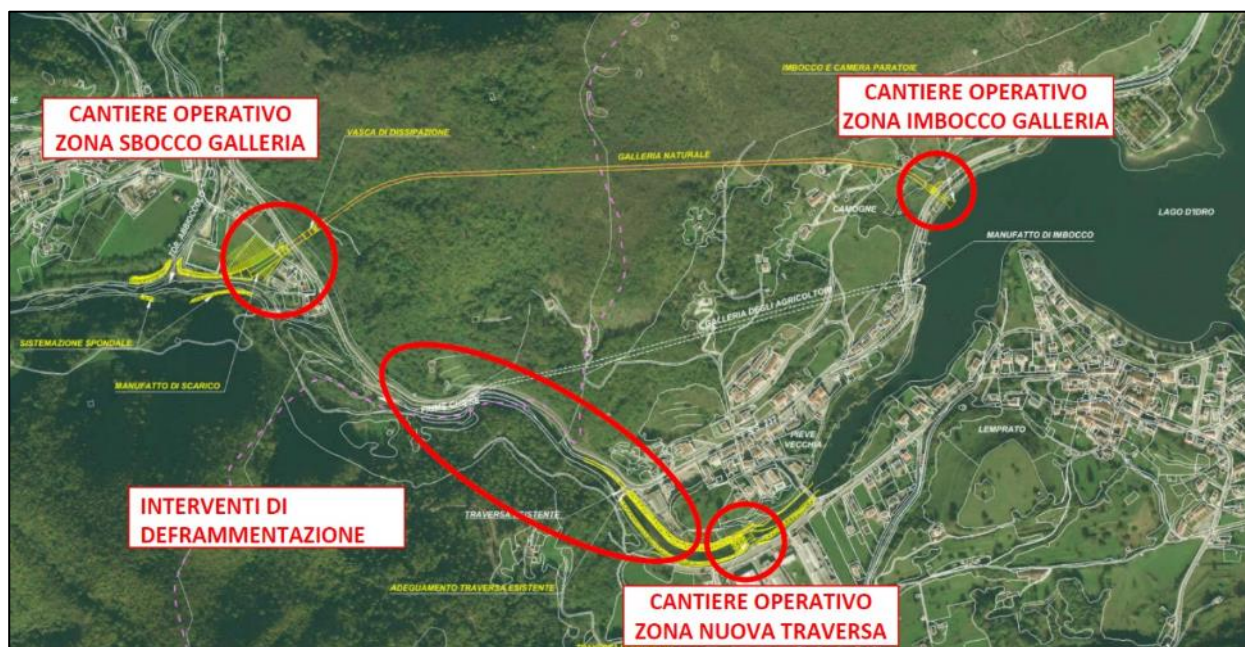 IMBOCCO E CAMERA PARATOIE
CANTIERE OPERATIVO
ZONA IMBOCCO GALLERIA
CANTIERE OPERATIVO
ZONA SBOCCO GALLERIA
VASCA DI DISSIPAZIONE
GALLERIA NATURALE
CAMOGNE
LAGO D'IDRO
MANUFATTO DI IMBOCCO
GALLERIA DEGLI AGRICOLTORI
SISTEMAZIONE SPONDALE
MANUFATTO DI SCARICO
FIUME CHIESE
PIEVE
VECCHIA
LEMPRATO
INTERVENTI DI
DEFRAMMENTAZIONE
TRAVERSA ESISTENTE
ADEGUAMENTO TRAVERSA ESISTENTE
CANTIERE OPERATIVO
ZONA NUOVA TRAVERSA